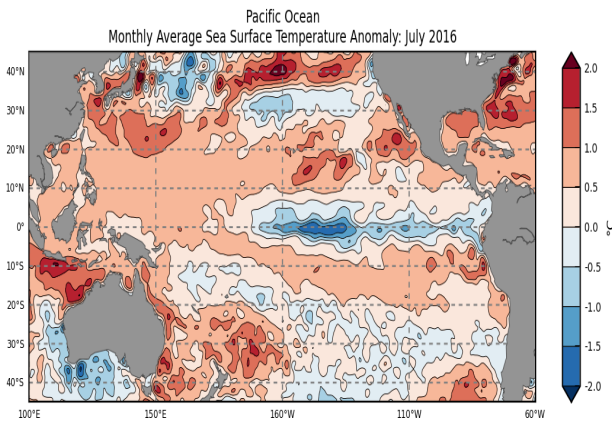 Pacific Ocean
Monthly Average Sea Surface Temperature Anomaly: July 2016
40°N
30°N
20°N
10°N
0°
10°S
20°S
30°S
40°S
100°E
150°E
160°W
110°W
60°W
2.0
1.5
1.0
0.5
0.0
-0.5
-1.0
-1.5
-2.0